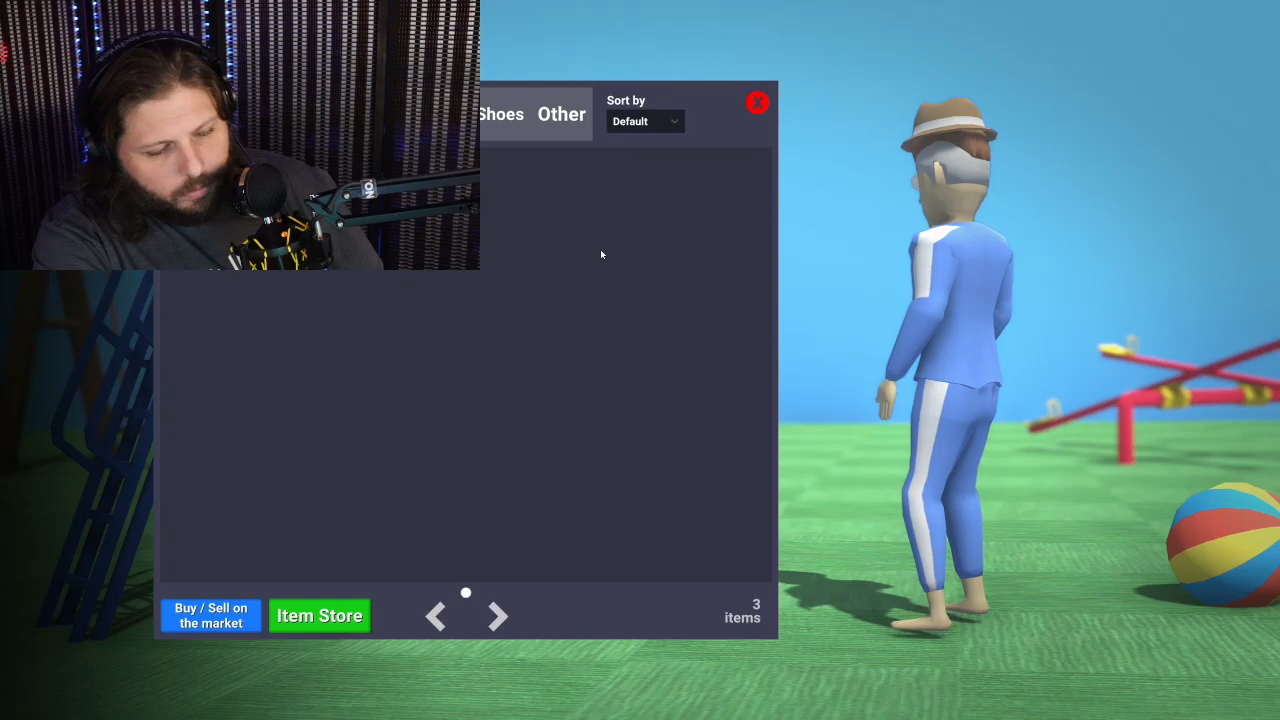 Shoes Other
Sort by
Default
X
Buy / Sell on
the market
Item Store
3
items